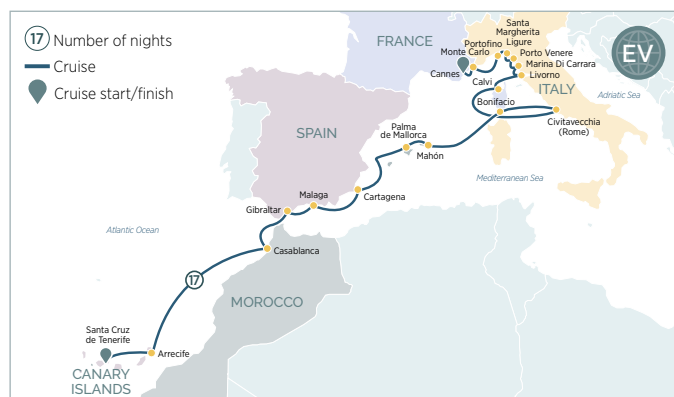 17 Number of nights
Cruise
Cruise start/finish
EV
FRANCE
Santa
Margherita
Ligure
Portofino
Monte Carlo
Porto Venere
Marina Di Carrara
Cannes
Livorno
Calvi
ITALY
Adriatic Sea
Bonifacio
Civitavecchia
(Rome)
SPAIN
Palma
de Mallorca
Mahón
Mediterranean Sea
Malaga
Cartagena
Gibraltar
Atlantic Ocean
Casablanca
17
MOROCCO
Santa Cruz
de Tenerife
Arrecife
CANARY
ISLANDS